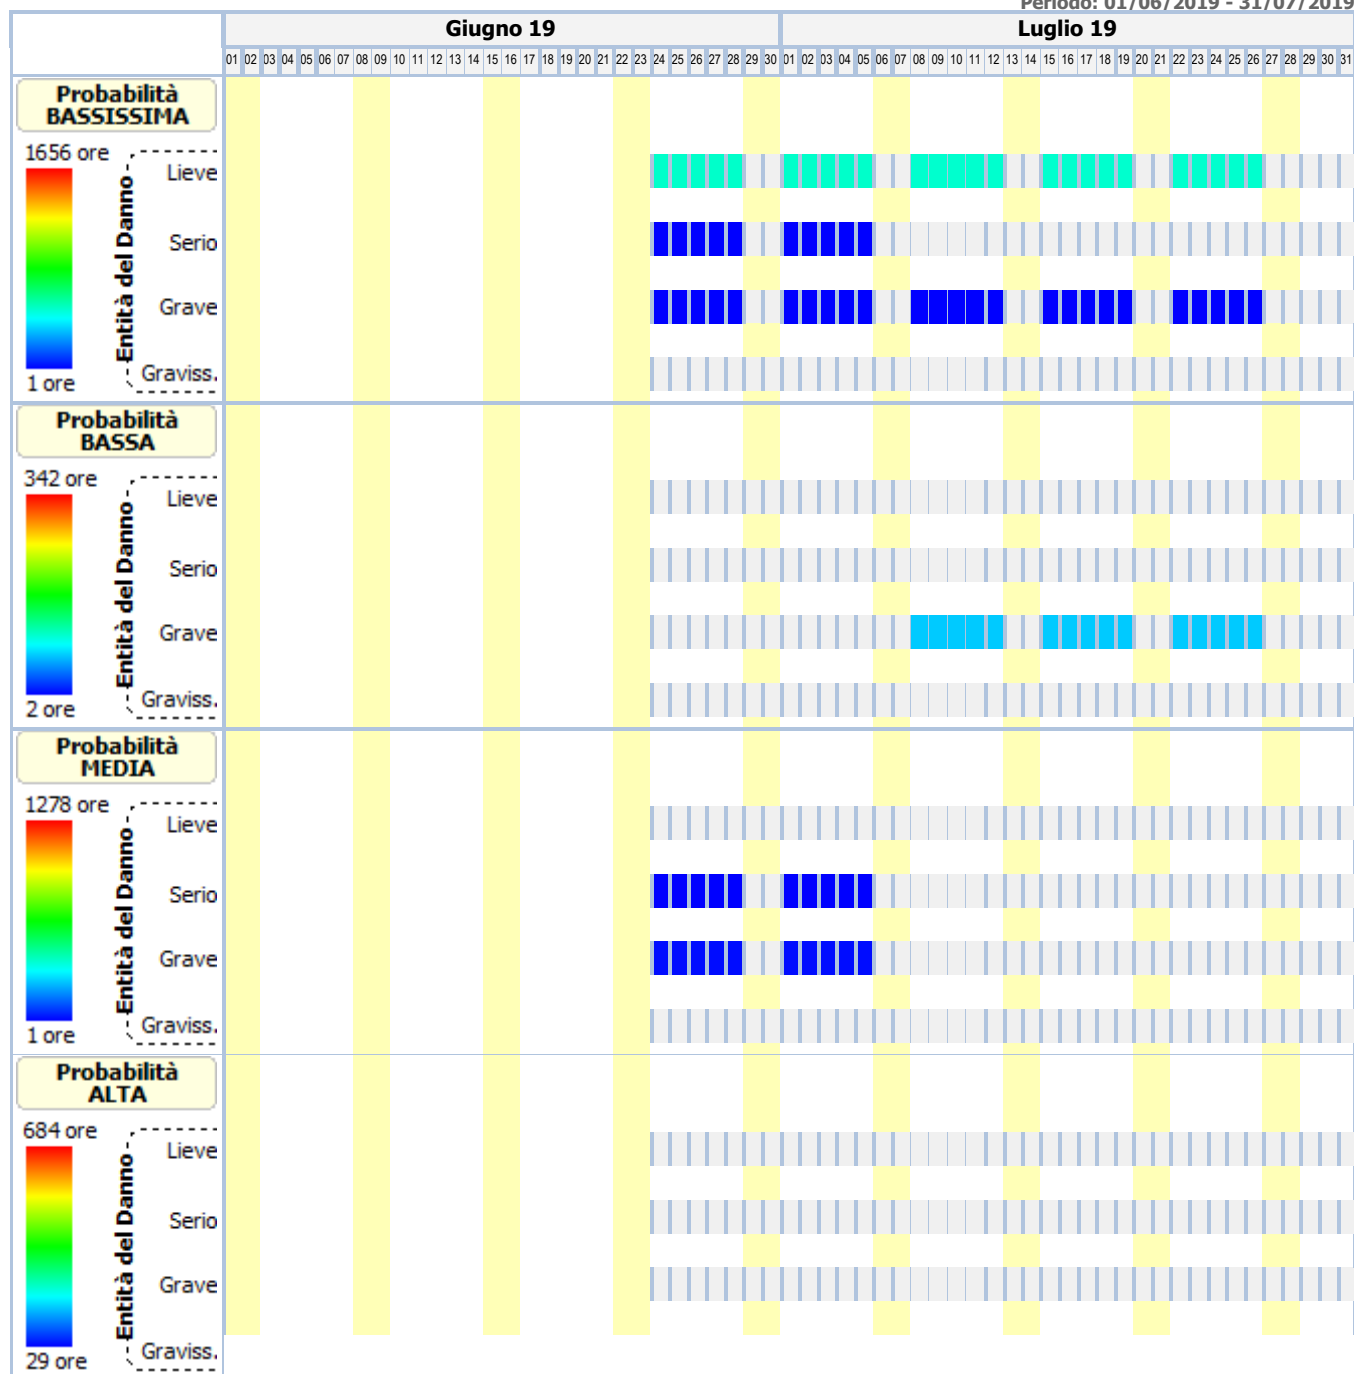 Periodo: 01/06/2019 - 31/07/2019
Giugno 19 Luglio 19
01 02 03 04 05 06 07 08 09 10 11 12 13 14 15 16 17 18 19 20 21 22 23 24 25 26 27 28 29 30 01 02 03 04 05 06 07 08 09 10 11 12 13 14 15 16 17 18 19 20 21 22 23 24 25 26 27 28 29 30 31
Probabilità
BASSISSIMA
1656 ore
Lieve
Serio
Entità del Danno
Grave
Graviss.
1 ore
Probabilità
BASSA
342 ore
Lieve
Serio
Entità del Danno
Grave
Graviss.
2 ore
Probabilità
MEDIA
1278 ore
Lieve
Serio
Entità del Danno
Grave
Graviss.
1 ore
Probabilità
ALTA
684 ore
Lieve
Serio
Entità del Danno
Grave
Graviss.
29 ore